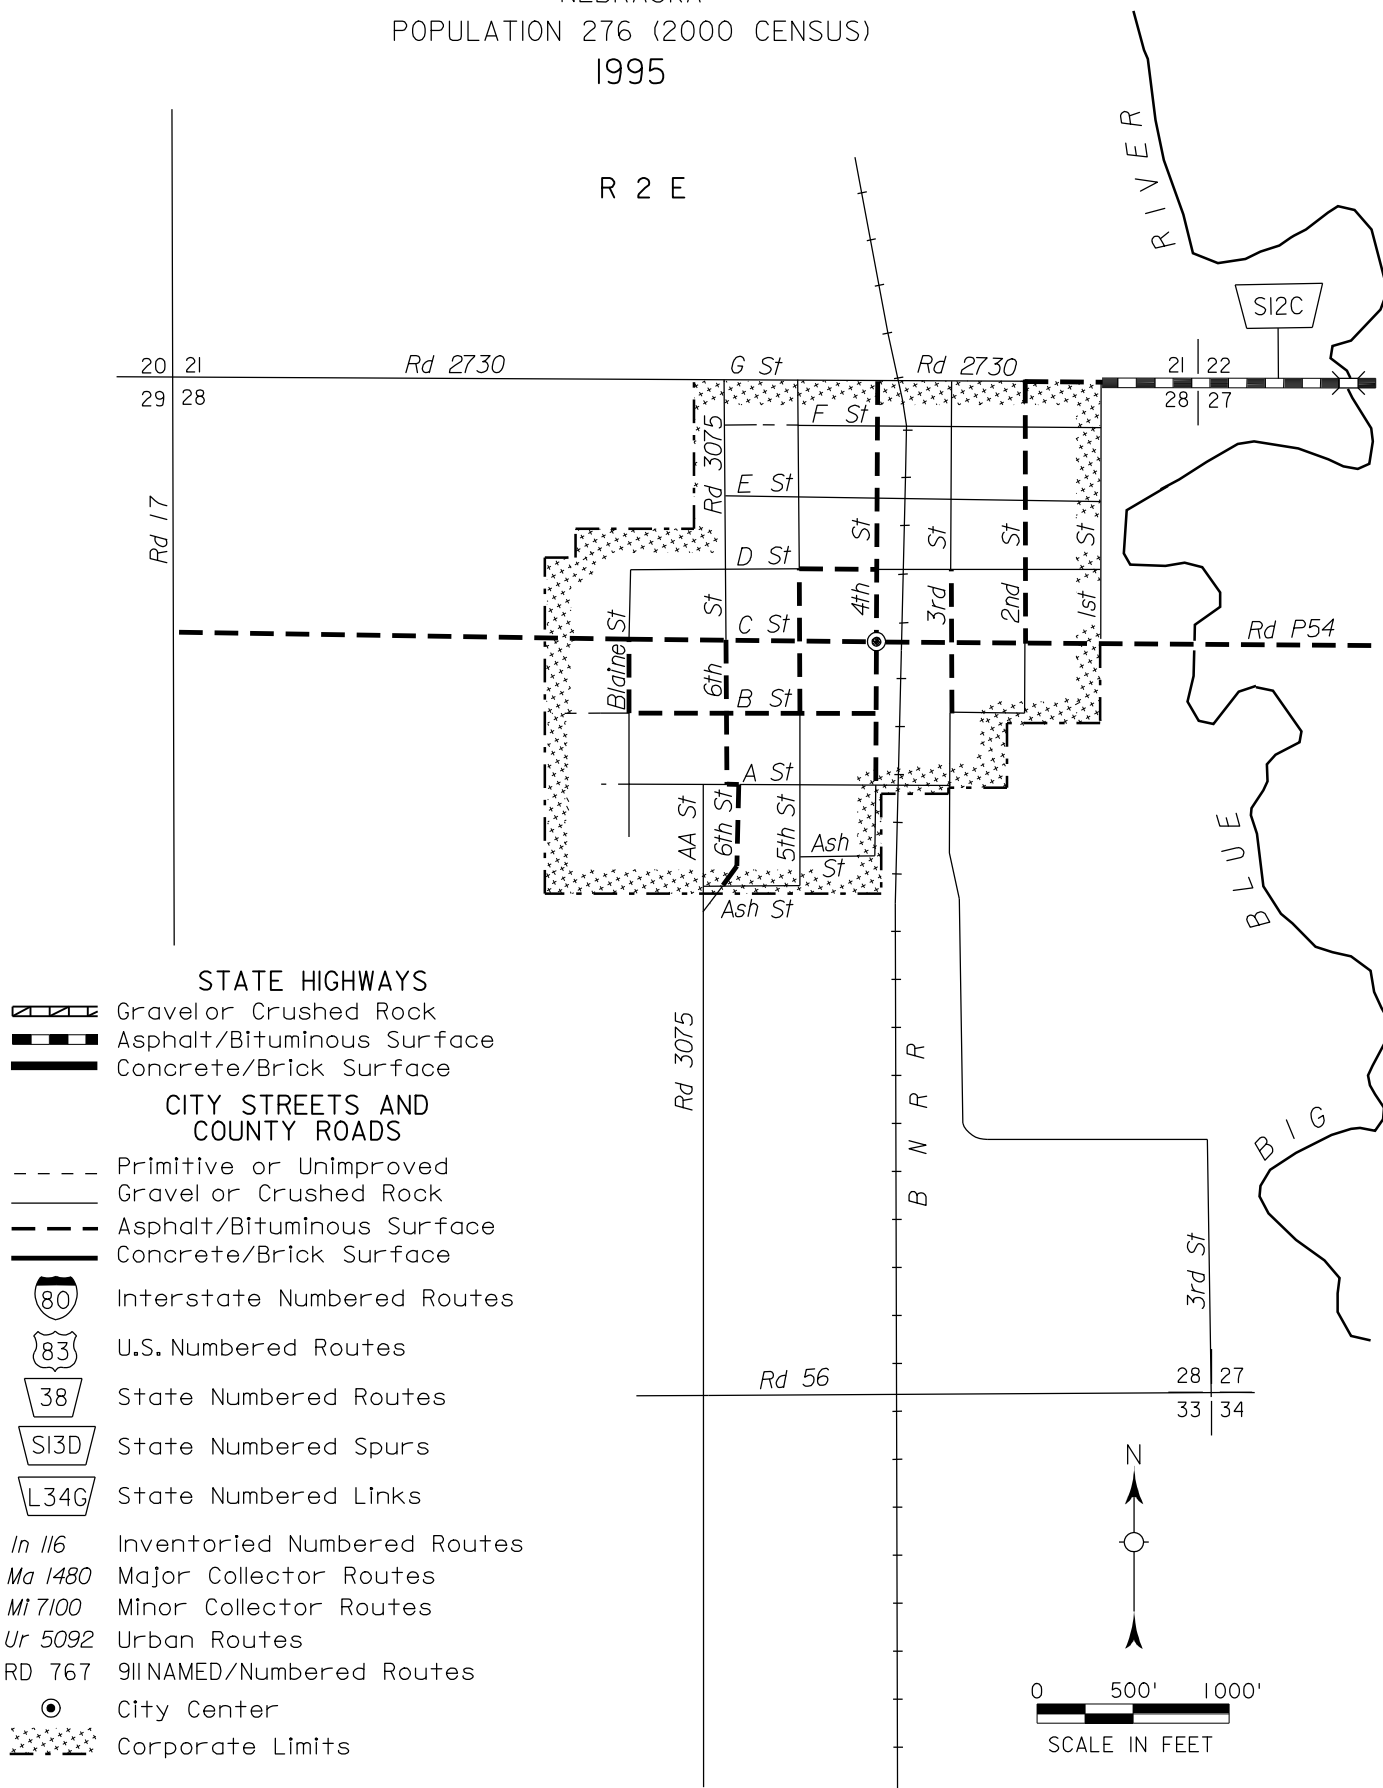 POPULATION 276 (2000 CENSUS)
1995
R 2 E
RIVER
S12C
20 21
29 28
Rd 2730
G St
Rd 2730
21 22
28 27
F St
Rd 3075
E St
Rd 17
D St
St
4th St
3rd St
2nd St
1st St
C St
Rd P54
Blaine St
6th
B St
A St
AA St
6th St
5th St
Ash
St
Ash St
BIG BLUE
Rd 3075
B N R R
3rd St
Rd 56
28 27
33 34
N
0 500' 1000'
SCALE IN FEET
STATE HIGHWAYS
Gravel or Crushed Rock
Asphalt/Bituminous Surface
Concrete/Brick Surface
CITY STREETS AND
COUNTY ROADS
Primitive or Unimproved
Gravel or Crushed Rock
Asphalt/Bituminous Surface
Concrete/Brick Surface
80 Interstate Numbered Routes
83 U.S. Numbered Routes
38 State Numbered Routes
S13D State Numbered Spurs
L34G State Numbered Links
In 116 Inventoried Numbered Routes
Ma 1480 Major Collector Routes
Mi 7100 Minor Collector Routes
Ur 5092 Urban Routes
RD 767 911 NAMED/Numbered Routes
City Center
Corporate Limits